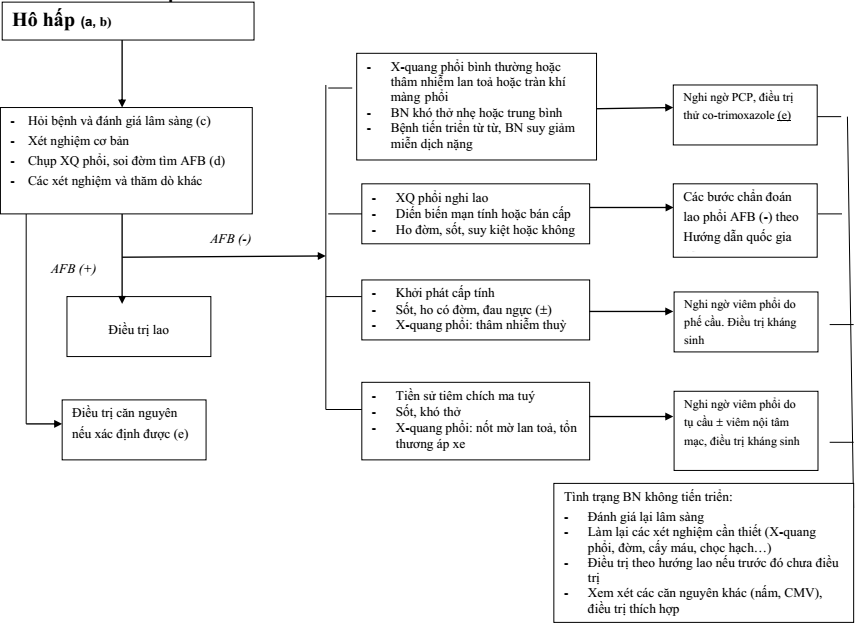 Hô hấp (a, b)
- Hỏi bệnh và đánh giá lâm sàng (c)
- Xét nghiệm cơ bản
- Chụp XQ phổi, soi đờm tìm AFB (d)
- Các xét nghiệm và thăm dò khác
AFB (-)
AFB (+)
Điều trị lao
Điều trị căn nguyên
nếu xác định được (e)
- X-quang phổi bình thường hoặc
thâm nhiễm lan toả hoặc tràn khí
màng phổi
- BN khó thở nhẹ hoặc trung bình
- Bệnh tiến triển từ từ, BN suy giảm
miễn dịch nặng
Nghi ngờ PCP, điều trị
thử co-trimoxazole (e)
- XQ phổi nghi lao
- Diến biến mạn tính hoặc bán cấp
- Ho đờm, sốt, suy kiệt hoặc không
Các bước chẩn đoán
lao phổi AFB (-) theo
Hướng dẫn quốc gia
- Khởi phát cấp tính
- Sốt, ho có đờm, đau ngực (±)
- X-quang phổi: thâm nhiễm thuỳ
Nghi ngờ viêm phổi do
phế cầu. Điều trị kháng
sinh
- Tiền sử tiêm chích ma tuý
- Sốt, khó thở
- X-quang phổi: nốt mờ lan toả, tổn
thương áp xe
Nghi ngờ viêm phổi do
tụ cầu ± viêm nội tâm
mạc, điều trị kháng sinh
Tình trạng BN không tiến triển:
- Đánh giá lại lâm sàng
- Làm lại các xét nghiệm cần thiết (X-quang
phổi, đờm, cấy máu, chọc hạch…)
- Điều trị theo hướng lao nếu trước đó chưa điều
trị
- Xem xét các căn nguyên khác (nấm, CMV),
điều trị thích hợp